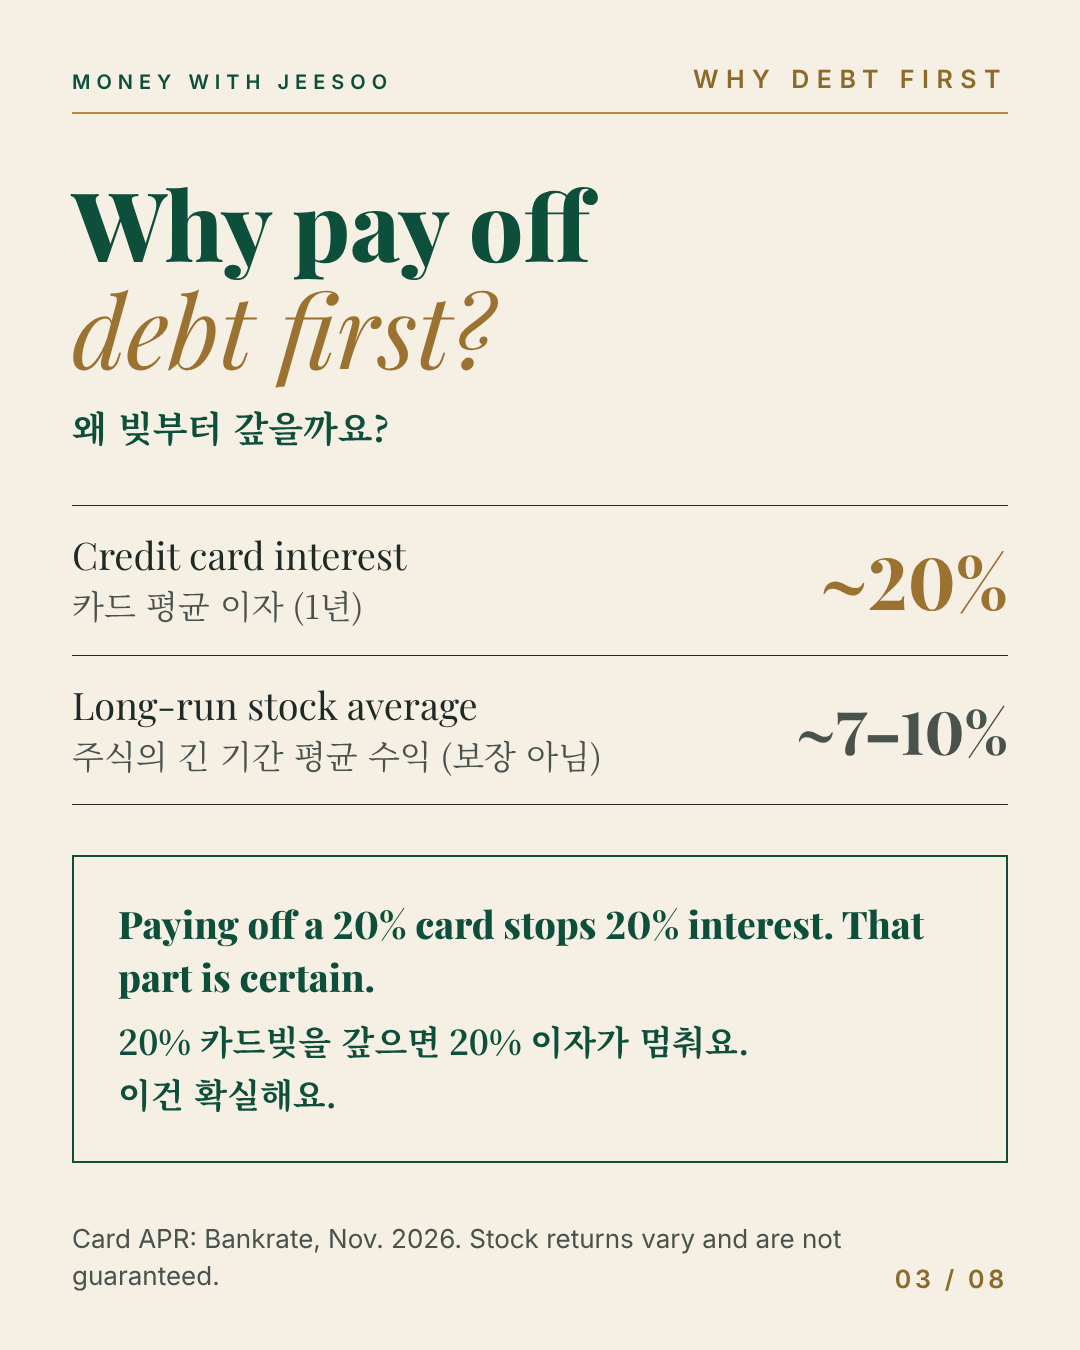 MONEY WITH JEESOO
WHY DEBT FIRST
Why pay off
debt first?
왜 빚부터 갚을까요?
Credit card interest
카드 평균 이자 (1년)
~20%
Long-run stock average
주식의 긴 기간 평균 수익 (보장 아님)
~7–10%
Paying off a 20% card stops 20% interest. That
part is certain.
20% 카드빚을 갚으면 20% 이자가 멈춰요.
이건 확실해요.
Card APR: Bankrate, Nov. 2026. Stock returns vary and are not
guaranteed.
03 / 08